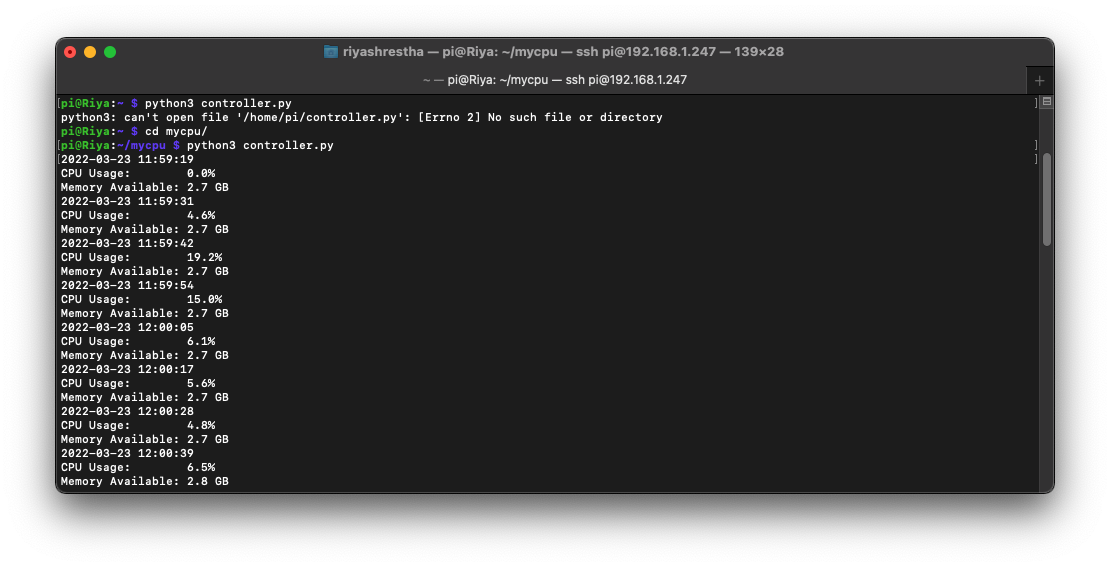 riyashrestha — pi@Riya: ~/mycpu — ssh pi@192.168.1.247 — 139×28
~ — pi@Riya: ~/mycpu — ssh pi@192.168.1.247
+
[pi@Riya:~ $ python3 controller.py ]
python3: can't open file '/home/pi/controller.py': [Errno 2] No such file or directory
pi@Riya:~ $ cd mycpu/
[pi@Riya:~/mycpu $ python3 controller.py ]
[2022-03-23 11:59:19 ]
CPU Usage: 0.0%
Memory Available: 2.7 GB
2022-03-23 11:59:31
CPU Usage: 4.6%
Memory Available: 2.7 GB
2022-03-23 11:59:42
CPU Usage: 19.2%
Memory Available: 2.7 GB
2022-03-23 11:59:54
CPU Usage: 15.0%
Memory Available: 2.7 GB
2022-03-23 12:00:05
CPU Usage: 6.1%
Memory Available: 2.7 GB
2022-03-23 12:00:17
CPU Usage: 5.6%
Memory Available: 2.7 GB
2022-03-23 12:00:28
CPU Usage: 4.8%
Memory Available: 2.7 GB
2022-03-23 12:00:39
CPU Usage: 6.5%
Memory Available: 2.8 GB